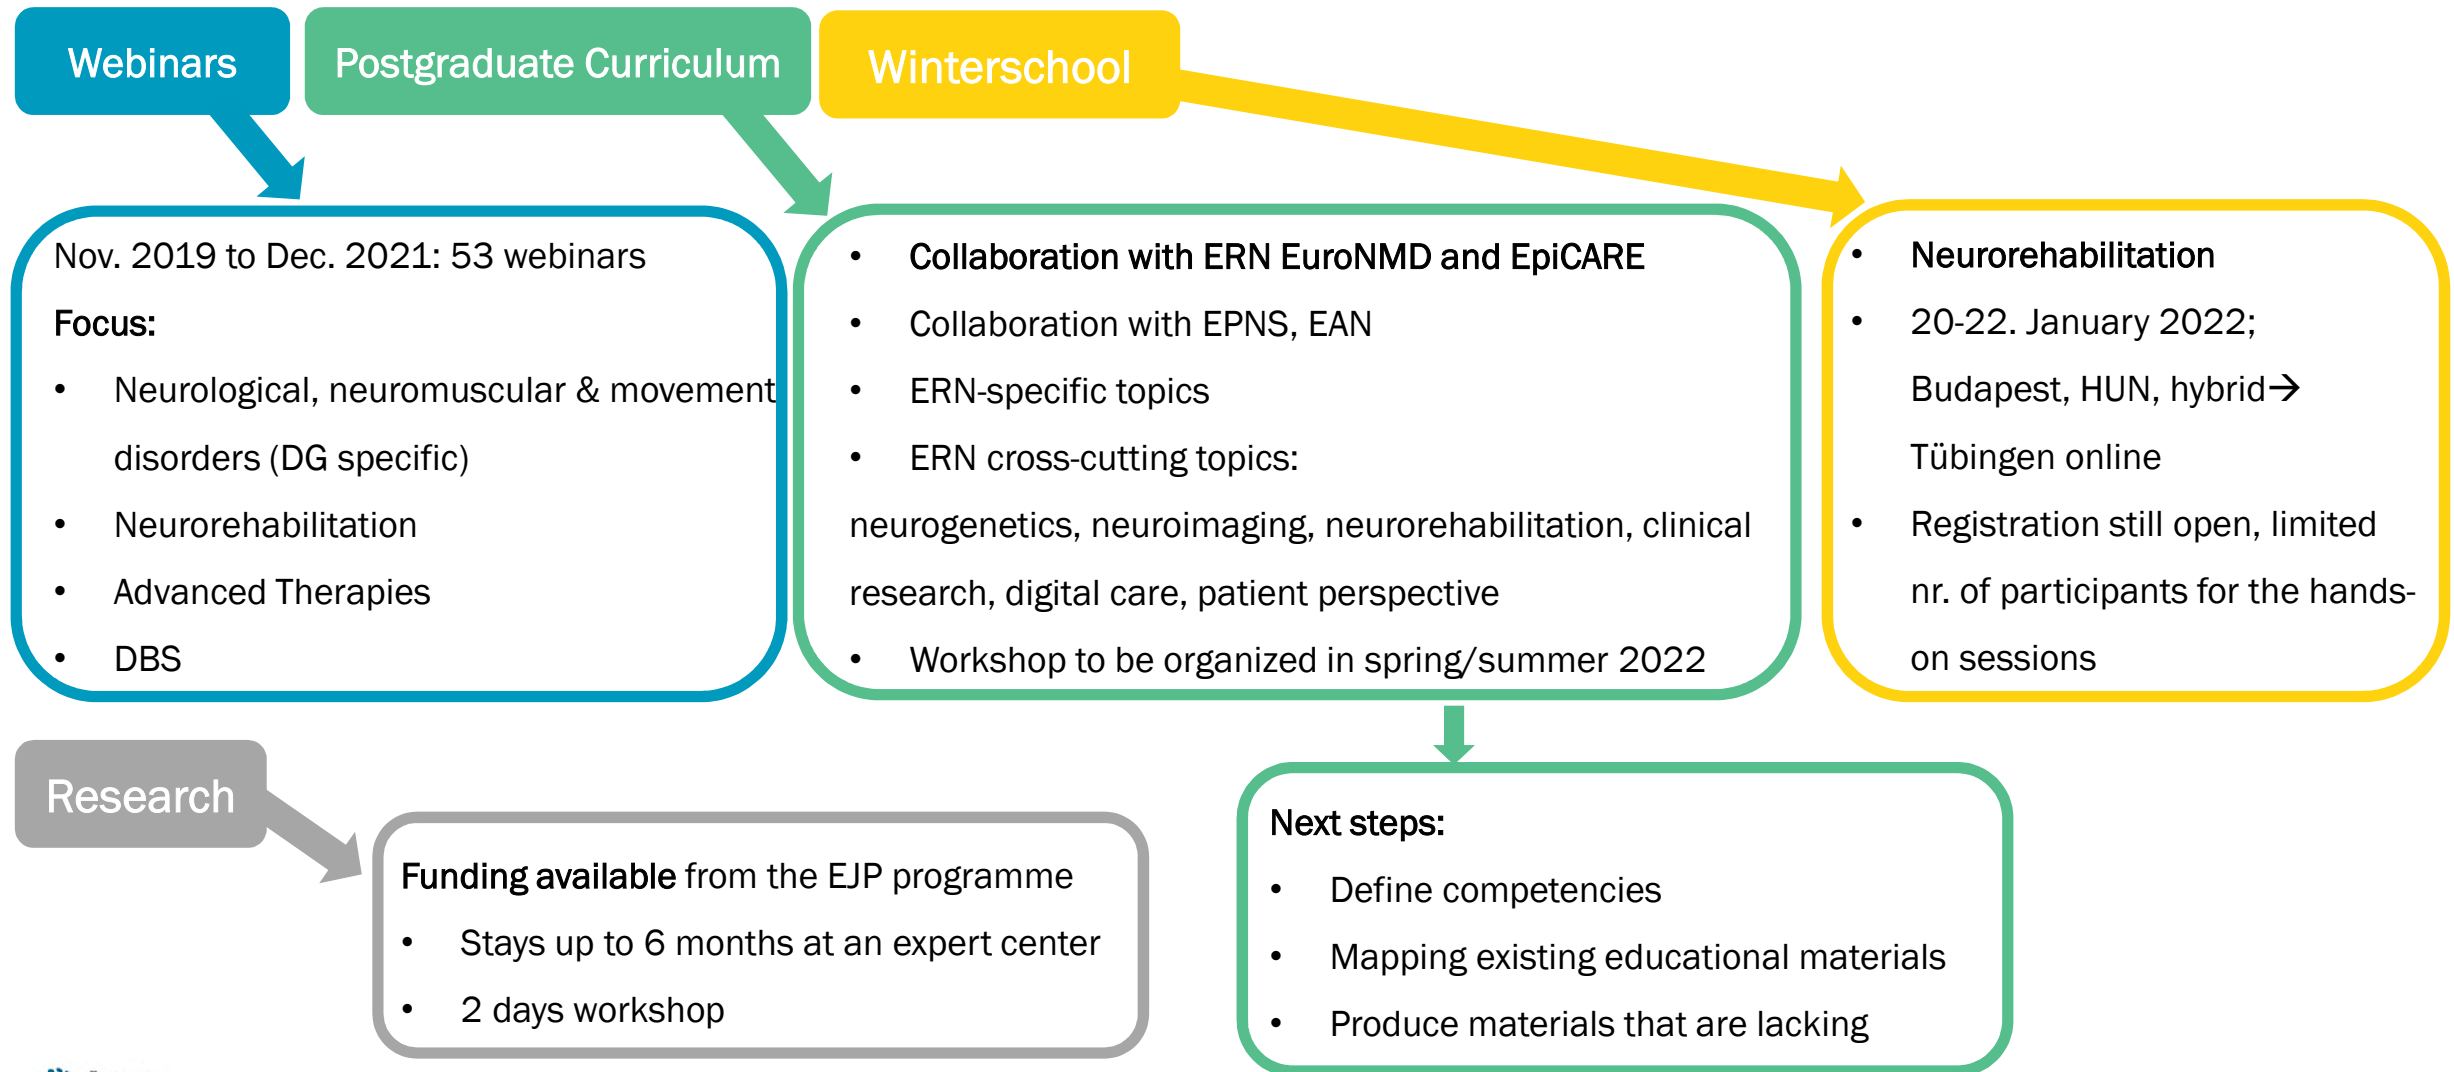 Webinars
Postgraduate Curriculum
Winterschool
Nov. 2019 to Dec. 2021: 53 webinars
Focus:
• Neurological, neuromuscular & movement
disorders (DG specific)
• Neurorehabilitation
• Advanced Therapies
• DBS
• Collaboration with ERN EuroNMD and EpiCARE
• Collaboration with EPNS, EAN
• ERN-specific topics
• ERN cross-cutting topics:
neurogenetics, neuroimaging, neurorehabilitation, clinical
research, digital care, patient perspective
• Workshop to be organized in spring/summer 2022
• Neurorehabilitation
• 20-22. January 2022;
Budapest, HUN, hybrid→
Tübingen online
• Registration still open, limited
nr. of participants for the hands-
on sessions
Research
Funding available from the EJP programme
• Stays up to 6 months at an expert center
• 2 days workshop
Next steps:
• Define competencies
• Mapping existing educational materials
• Produce materials that are lacking